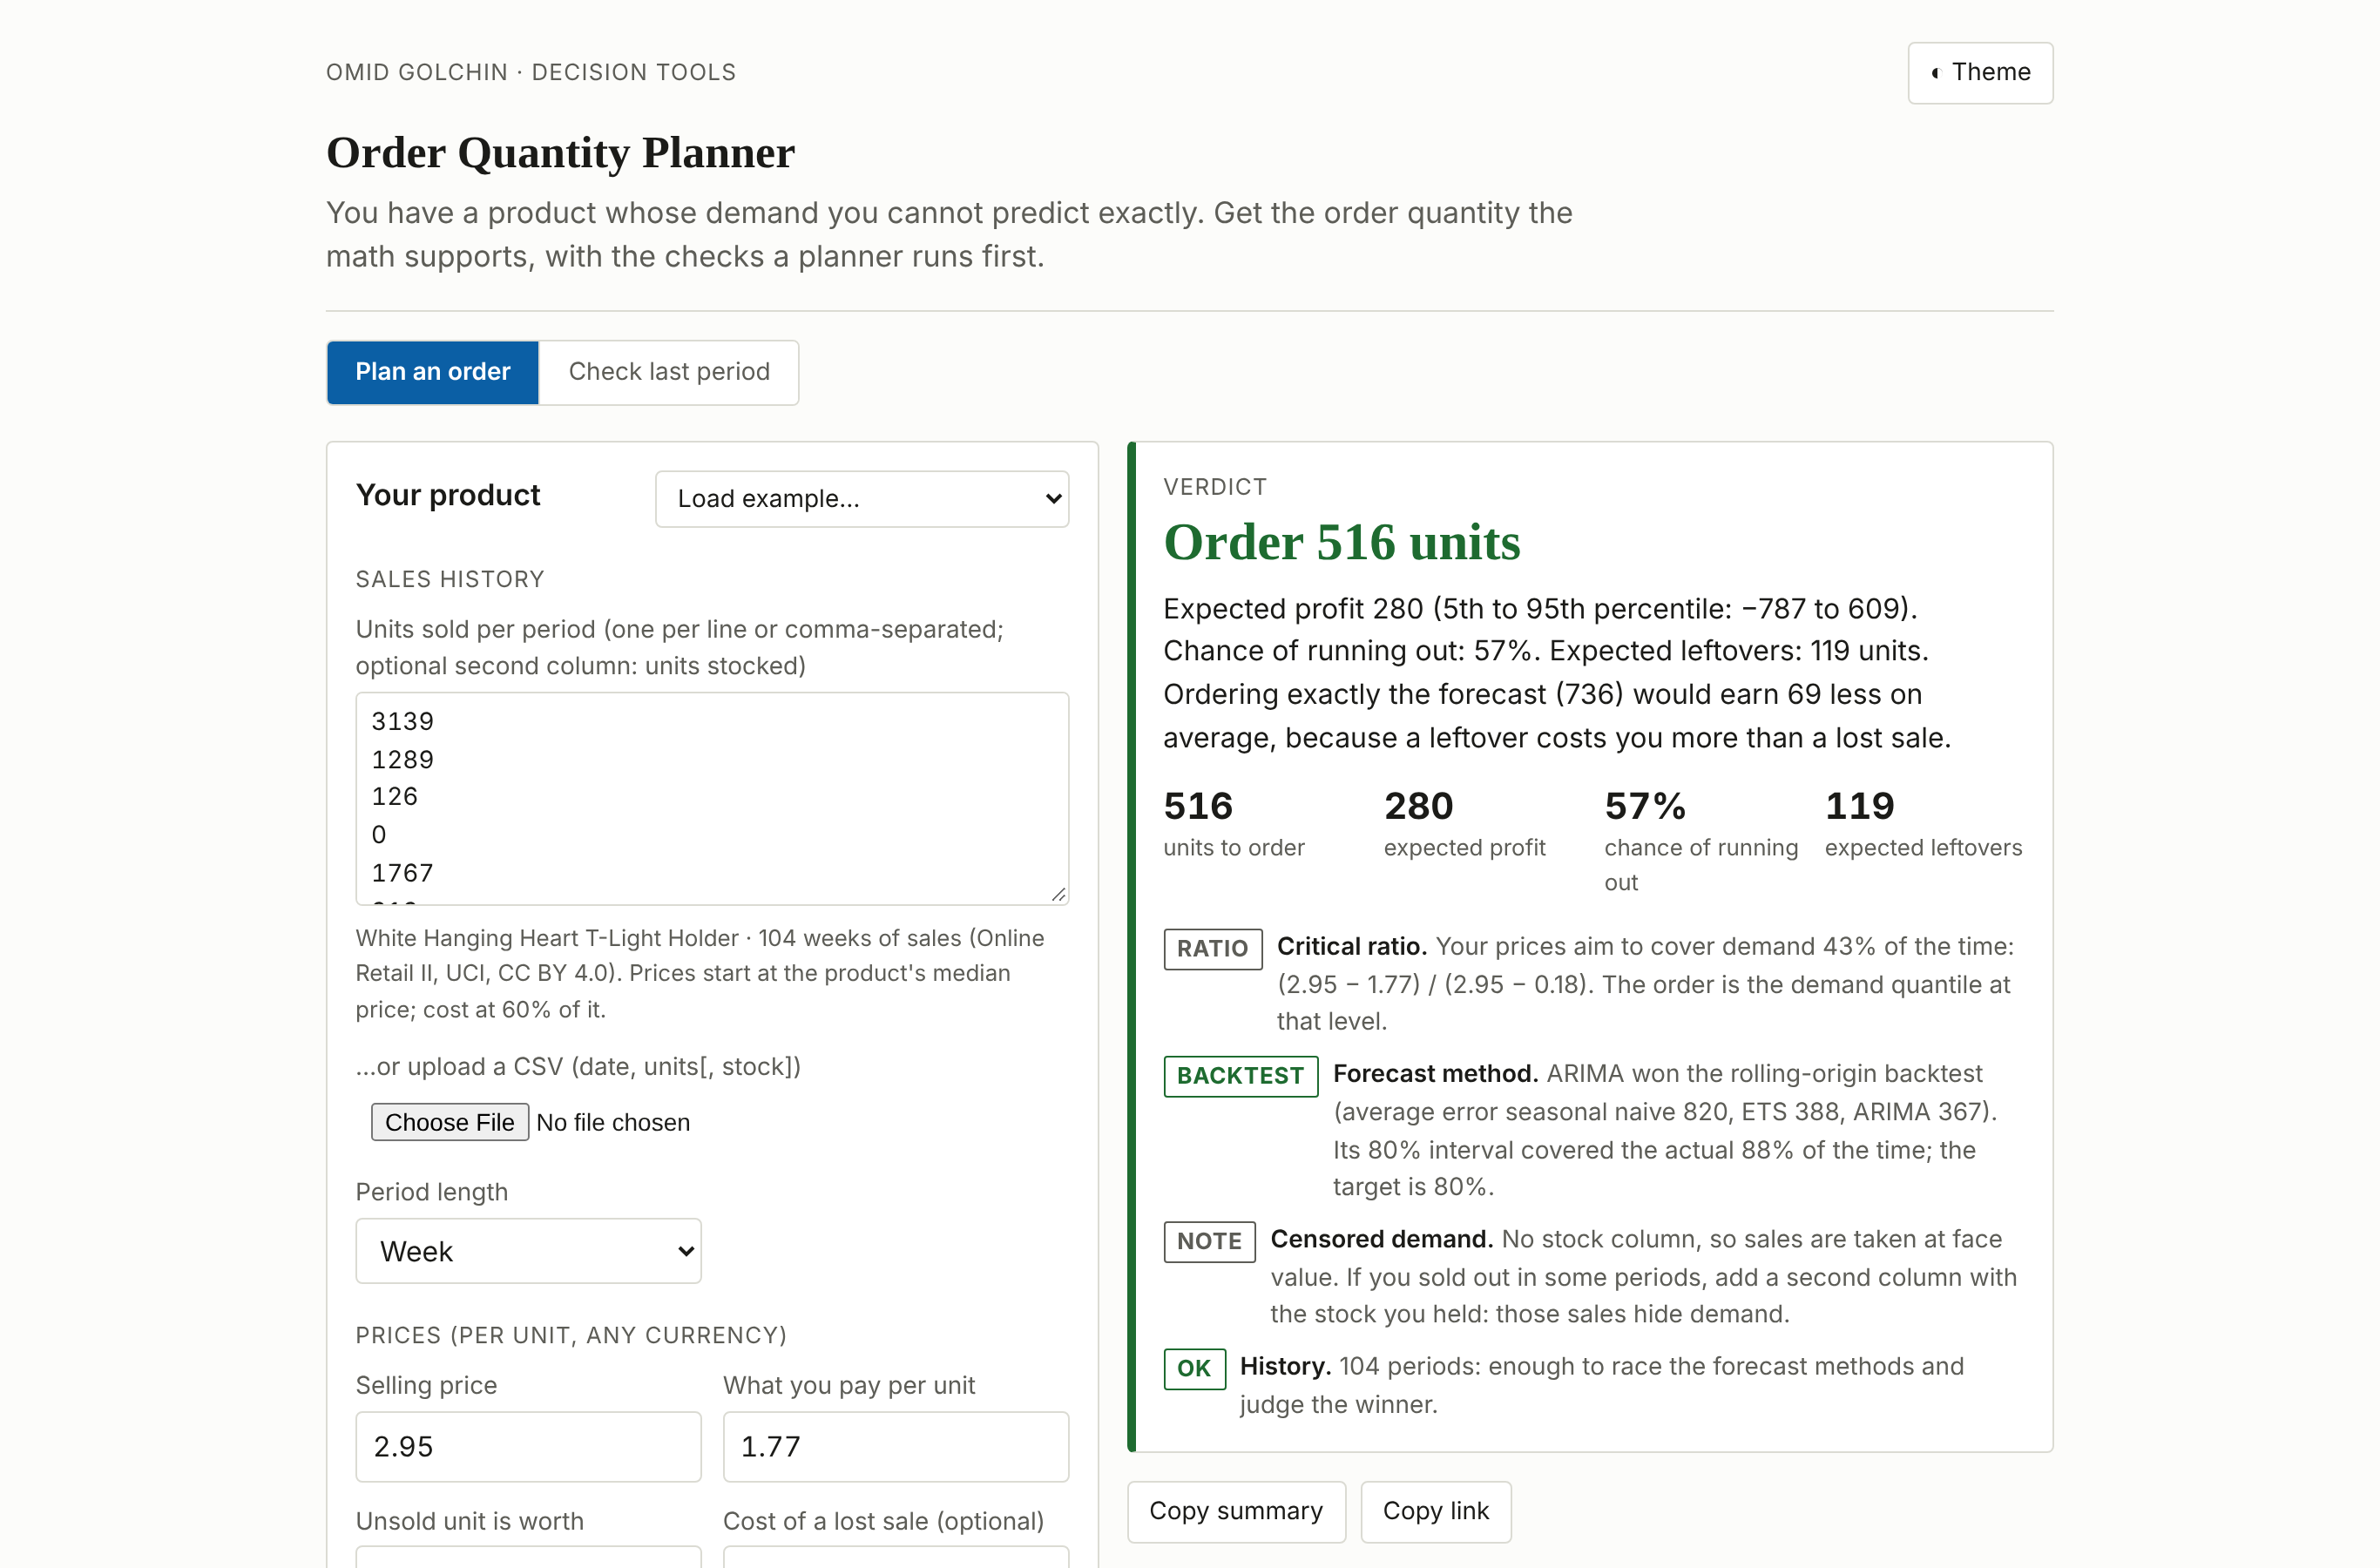 OMID GOLCHIN · DECISION TOOLS
Theme
Order Quantity Planner
You have a product whose demand you cannot predict exactly. Get the order quantity the
math supports, with the checks a planner runs first.
Plan an order
Check last period
Your product
Load example...
SALES HISTORY
Units sold per period (one per line or comma-separated;
optional second column: units stocked)
3139
1289
126
0
1767
White Hanging Heart T-Light Holder · 104 weeks of sales (Online
Retail II, UCI, CC BY 4.0). Prices start at the product's median
price; cost at 60% of it.
...or upload a CSV (date, units[, stock])
Choose File No file chosen
Period length
Week
PRICES (PER UNIT, ANY CURRENCY)
Selling price
What you pay per unit
2.95
1.77
Unsold unit is worth
Cost of a lost sale (optional)
VERDICT
Order 516 units
Expected profit 280 (5th to 95th percentile: −787 to 609).
Chance of running out: 57%. Expected leftovers: 119 units.
Ordering exactly the forecast (736) would earn 69 less on
average, because a leftover costs you more than a lost sale.
516
units to order
280
expected profit
57%
chance of running
out
119
expected leftovers
RATIO
Critical ratio. Your prices aim to cover demand 43% of the time:
(2.95 − 1.77) / (2.95 − 0.18). The order is the demand quantile at
that level.
BACKTEST
Forecast method. ARIMA won the rolling-origin backtest
(average error seasonal naive 820, ETS 388, ARIMA 367).
Its 80% interval covered the actual 88% of the time; the
target is 80%.
NOTE
Censored demand. No stock column, so sales are taken at face
value. If you sold out in some periods, add a second column with
the stock you held: those sales hide demand.
OK
History. 104 periods: enough to race the forecast methods and
judge the winner.
Copy summary
Copy link